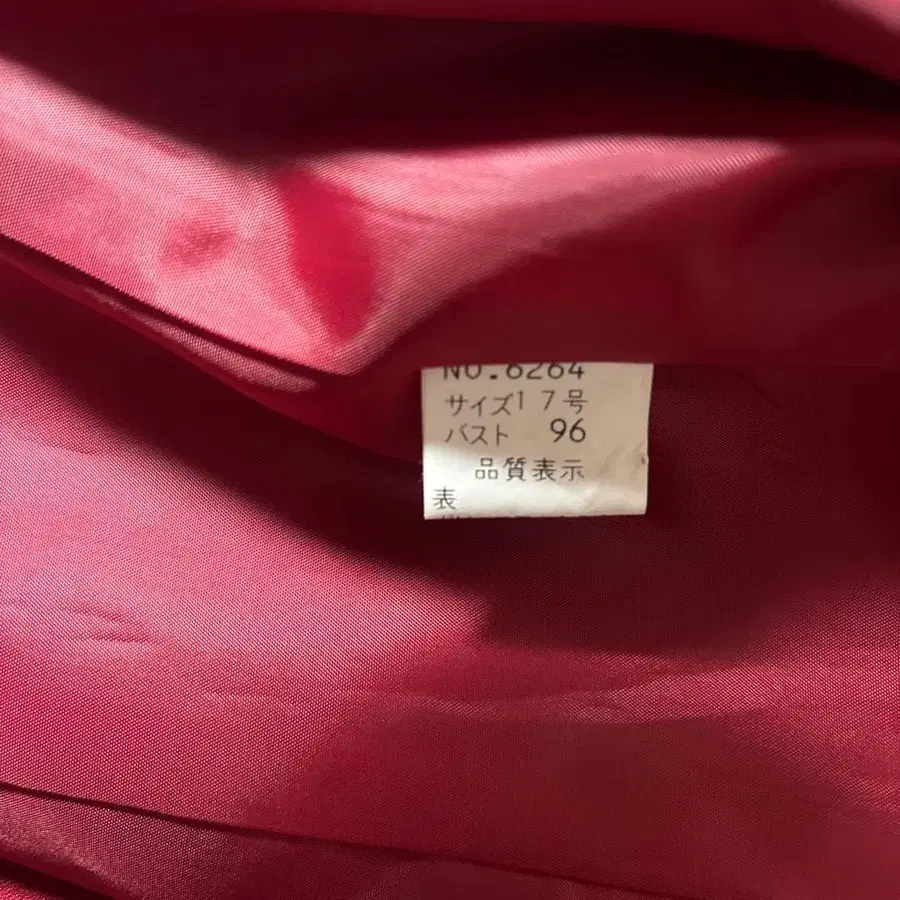 NO.6264
サイズ17号
バスト 96
品質表示
表